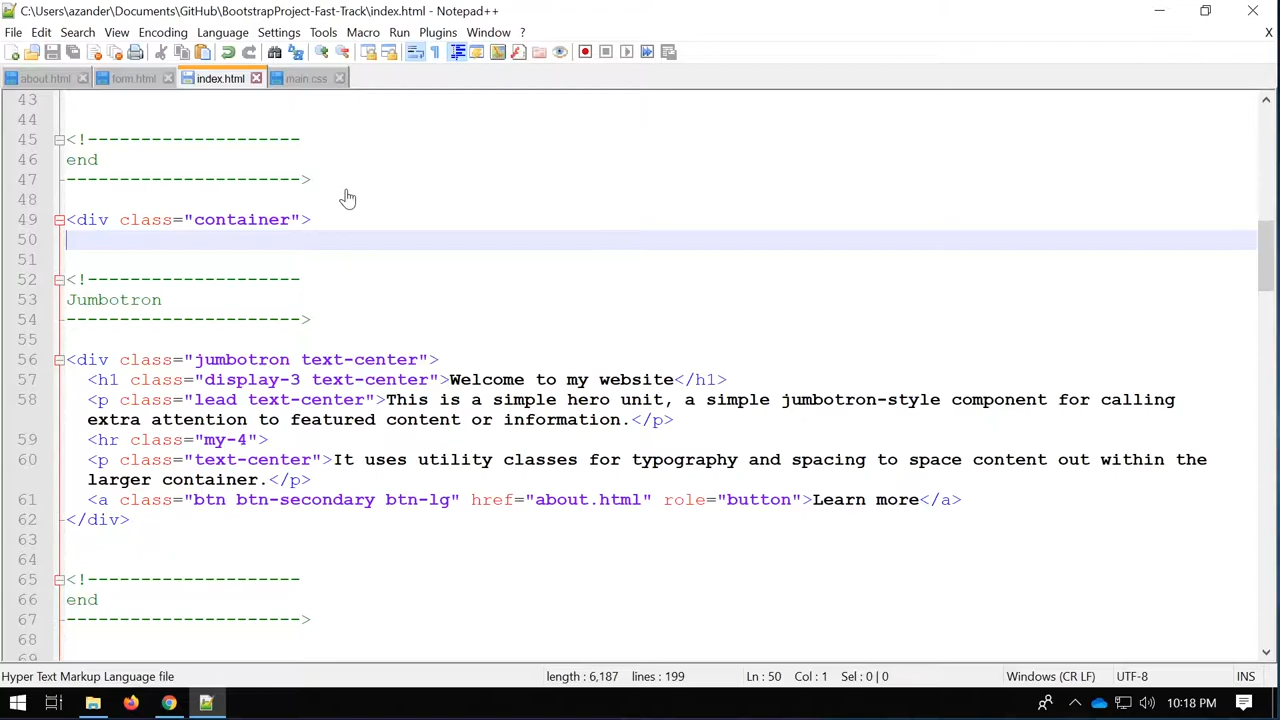 C:\Users\azander\Documents\GitHub\BootstrapProject-Fast-Track\index.html - Notepad++
File Edit Search View Encoding Language Settings Tools Macro Run Plugins Window ? X
about.html form.html index.html main.css
43
44
45 <!--------------------
46 end
47 ---------------------->
48
49 <div class="container">
50
51
52 <!--------------------
53 Jumbotron
54 ---------------------->
55
56 <div class="jumbotron text-center">
57 <h1 class="display-3 text-center">Welcome to my website</h1>
58 <p class="lead text-center">This is a simple hero unit, a simple jumbotron-style component for calling
extra attention to featured content or information.</p>
59 <hr class="my-4">
60 <p class="text-center">It uses utility classes for typography and spacing to space content out within the
larger container.</p>
61 <a class="btn btn-secondary btn-lg" href="about.html" role="button">Learn more</a>
62 </div>
63
64
65 <!--------------------
66 end
67 ---------------------->
68
69
Hyper Text Markup Language file length : 6,187 lines : 199 Ln : 50 Col : 1 Sel : 0 | 0 Windows (CR LF) UTF-8 INS
10:18 PM